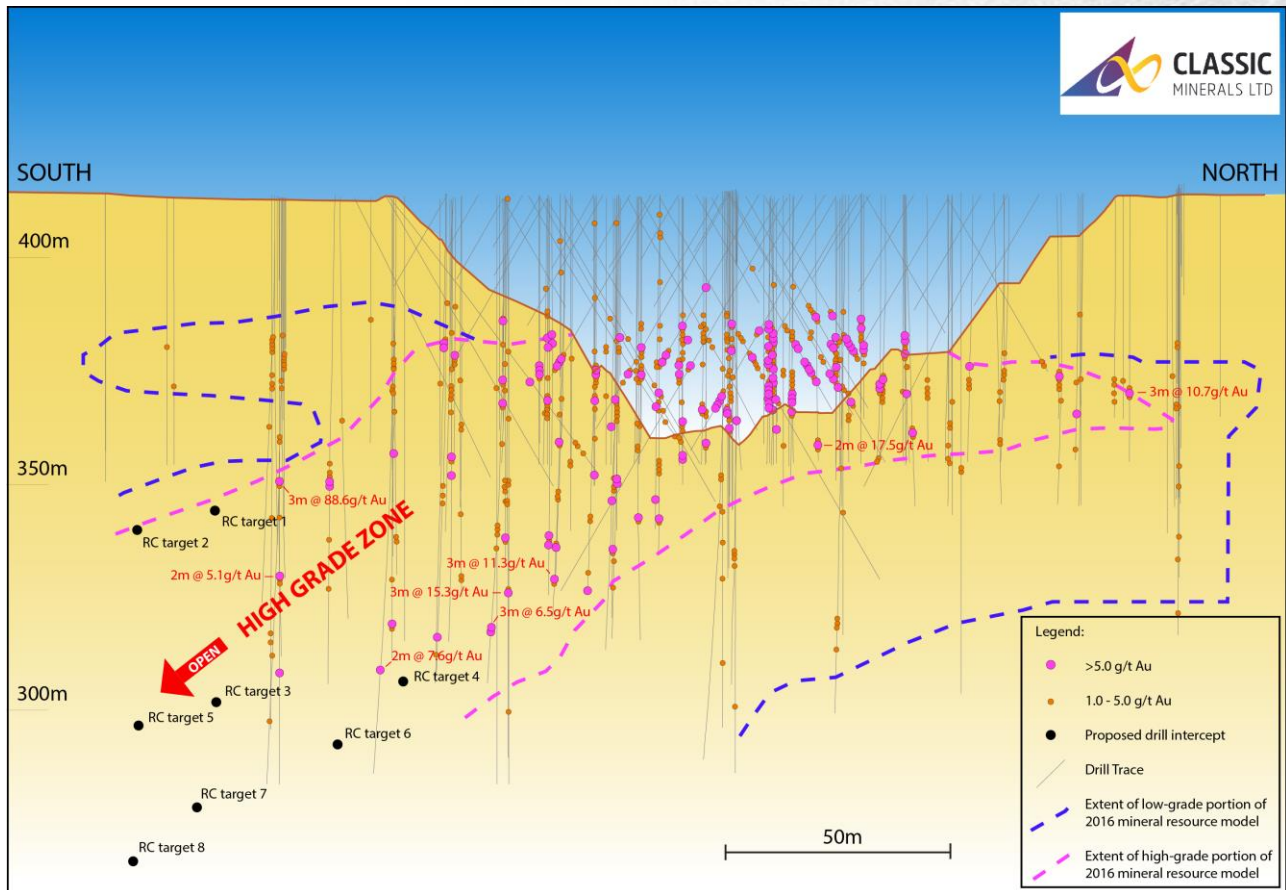 CLASSIC
MINERALS LTD
SOUTH
NORTH
400m
3m @ 10.7g/t Au
2m @ 17.5g/t Au
350m
3m @ 88.6g/t Au
RC target 1
RC target 2
HIGH GRADE ZONE
OPEN
3m @ 11.3g/t Au
2m @ 5.1g/t Au
3m @ 15.3g/t Au
3m @ 6.5g/t Au
2m @ 7.6g/t Au
RC target 4
300m
RC target 3
RC target 5
RC target 6
RC target 7
RC target 8
50m
Legend:
>5.0 g/t Au
1.0 - 5.0 g/t Au
Proposed drill intercept
Drill Trace
Extent of low-grade portion of
2016 mineral resource model
Extent of high-grade portion of
2016 mineral resource model